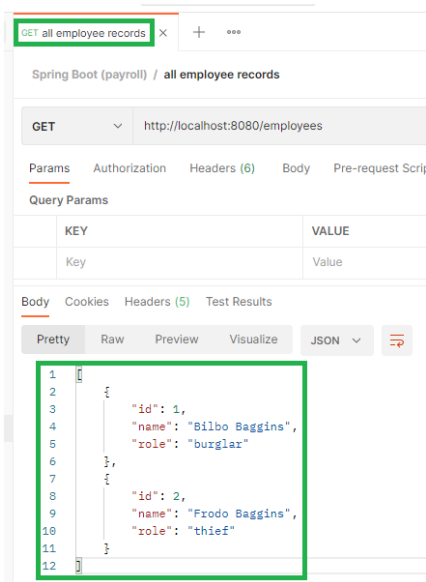 GET all employee records
Spring Boot (payroll) / all employee records
GET http://localhost:8080/employees
Params Authorization Headers (6) Body Pre-request Scrip
Query Params
KEY VALUE
Key Value
Body Cookies Headers (5) Test Results
Pretty Raw Preview Visualize JSON
1 [
2 {
3 "id": 1,
4 "name": "Bilbo Baggins",
5 "role": "burglar"
6 },
7 {
8 "id": 2,
9 "name": "Frodo Baggins",
10 "role": "thief"
11 }
12 ]